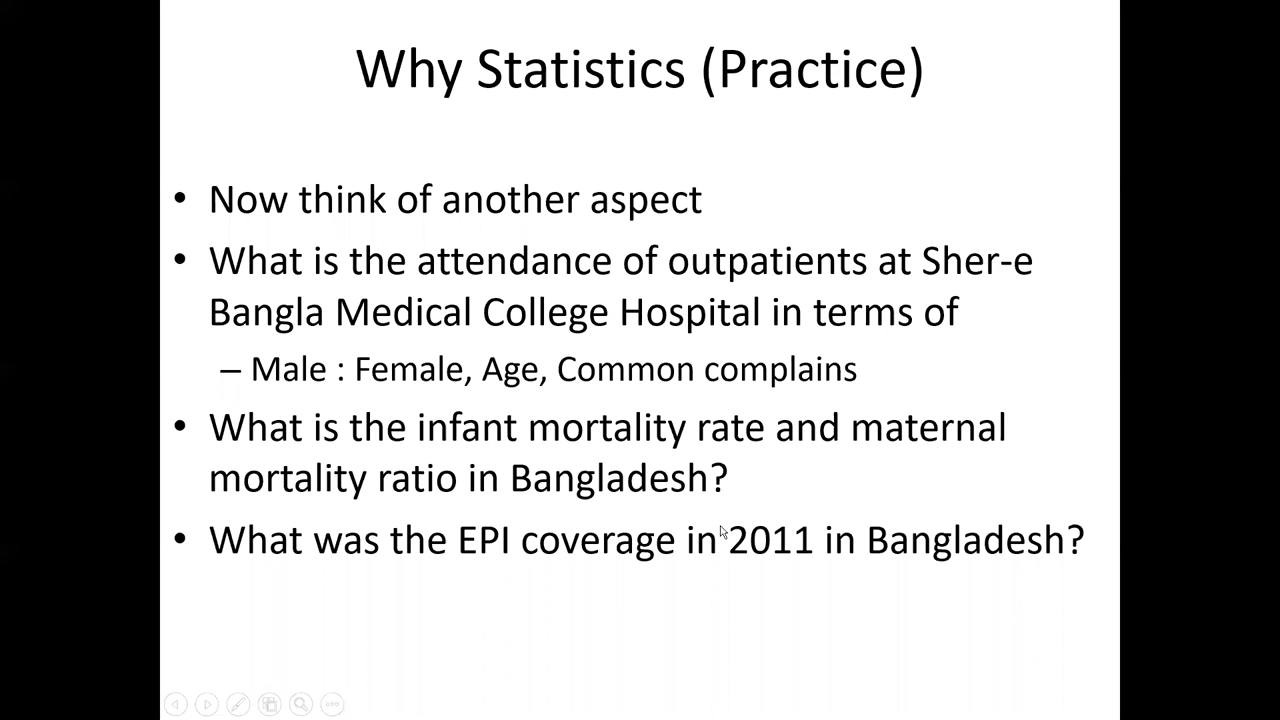 Why Statistics (Practice)
• Now think of another aspect
• What is the attendance of outpatients at Sher-e
Bangla Medical College Hospital in terms of
– Male : Female, Age, Common complains
• What is the infant mortality rate and maternal
mortality ratio in Bangladesh?
• What was the EPI coverage in 2011 in Bangladesh?